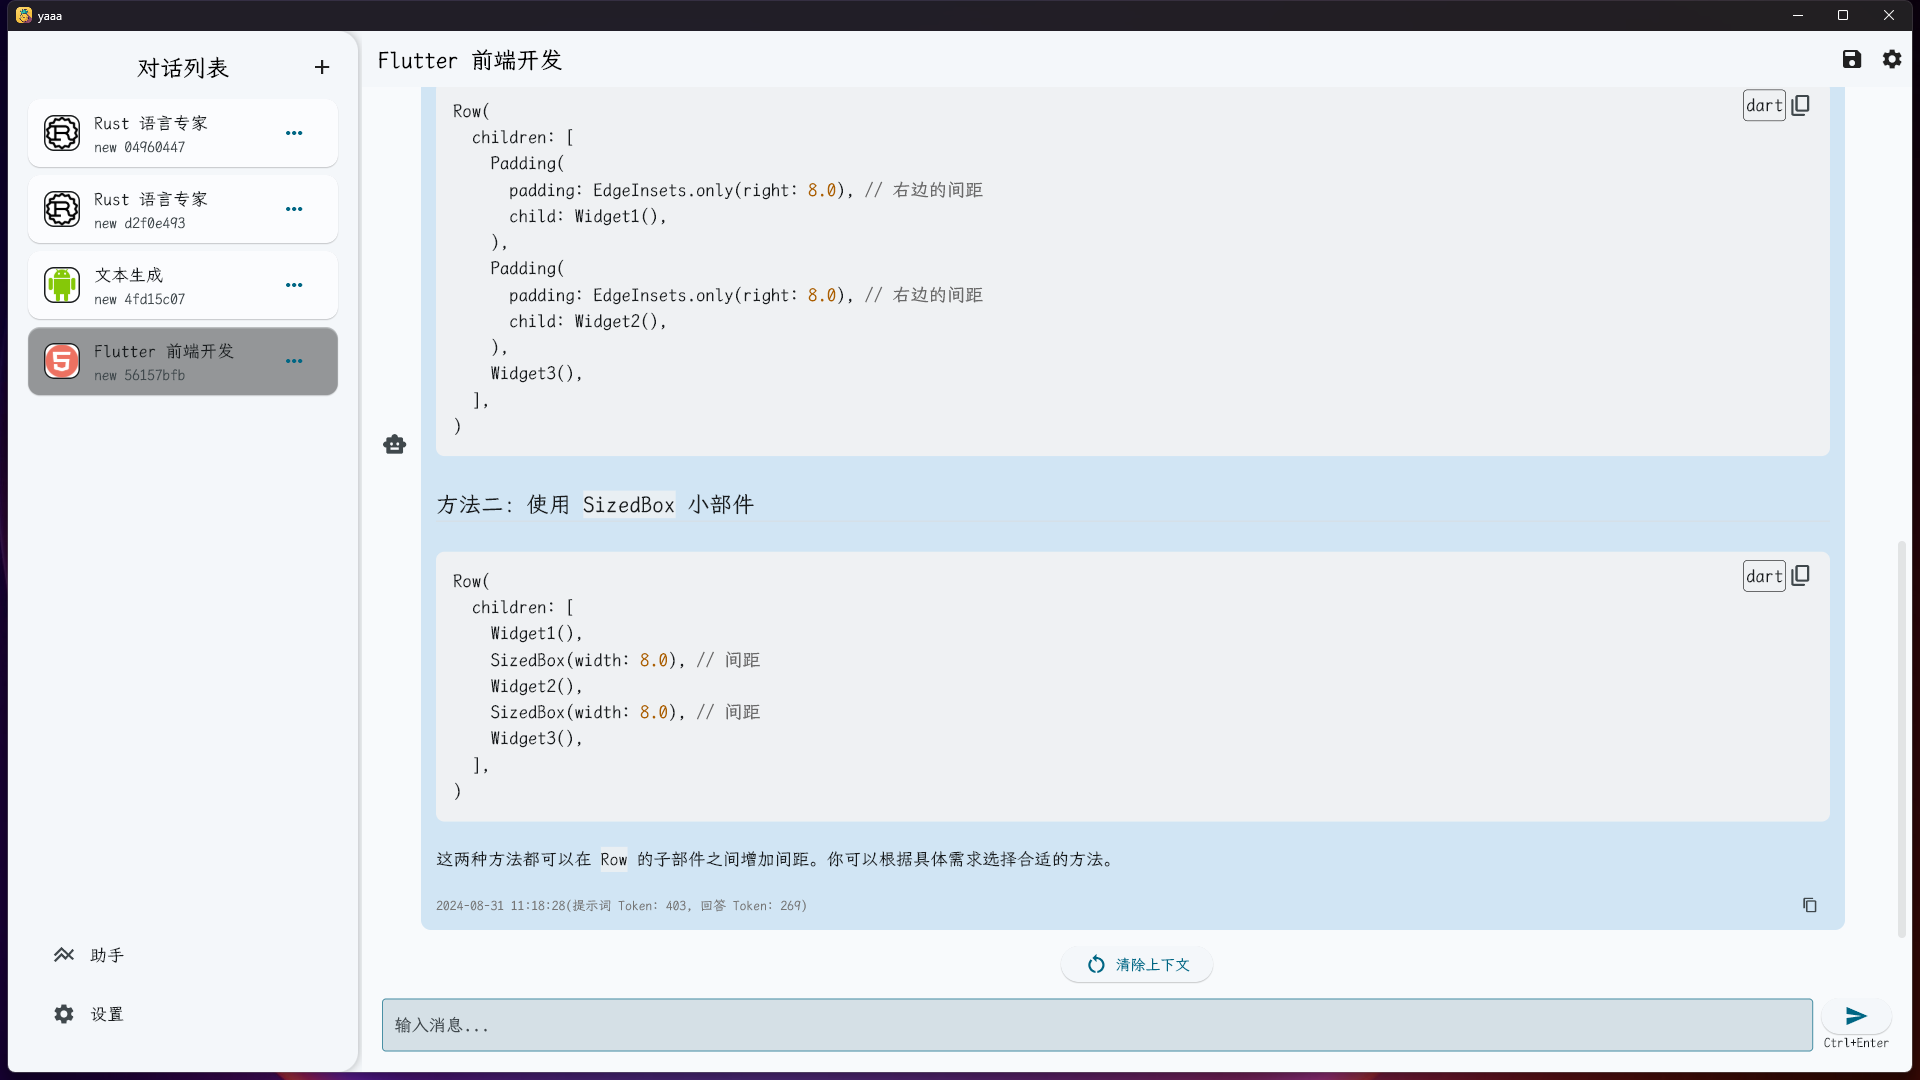 yaaa
对话列表
Rust 语言专家
new 04960447
Rust 语言专家
new d2f0e493
文本生成
new 4fd15c07
Flutter 前端开发
new 56157bfb
助手
设置
Flutter 前端开发
dart
Row(
  children: [
    Padding(
      padding: EdgeInsets.only(right: 8.0), // 右边的间距
      child: Widget1(),
    ),
    Padding(
      padding: EdgeInsets.only(right: 8.0), // 右边的间距
      child: Widget2(),
    ),
    Widget3(),
  ],
)
方法二: 使用 SizedBox 小部件
dart
Row(
  children: [
    Widget1(),
    SizedBox(width: 8.0), // 间距
    Widget2(),
    SizedBox(width: 8.0), // 间距
    Widget3(),
  ],
)
这两种方法都可以在 Row 的子部件之间增加间距。你可以根据具体需求选择合适的方法。
2024-08-31 11:18:28(提示词 Token: 403, 回答 Token: 269)
清除上下文
输入消息...
Ctrl+Enter